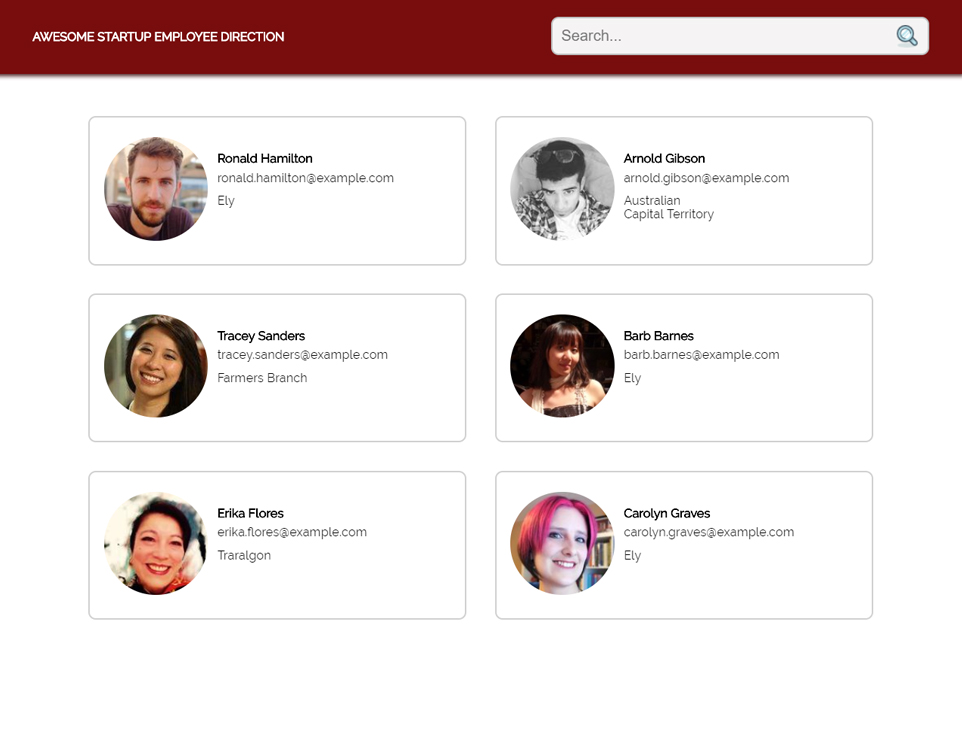 AWESOME STARTUP EMPLOYEE DIRECTION
Search...
Ronald Hamilton
ronald.hamilton@example.com
Ely
Arnold Gibson
arnold.gibson@example.com
Australian
Capital Territory
Tracey Sanders
tracey.sanders@example.com
Farmers Branch
Barb Barnes
barb.barnes@example.com
Ely
Erika Flores
erika.flores@example.com
Traralgon
Carolyn Graves
carolyn.graves@example.com
Ely